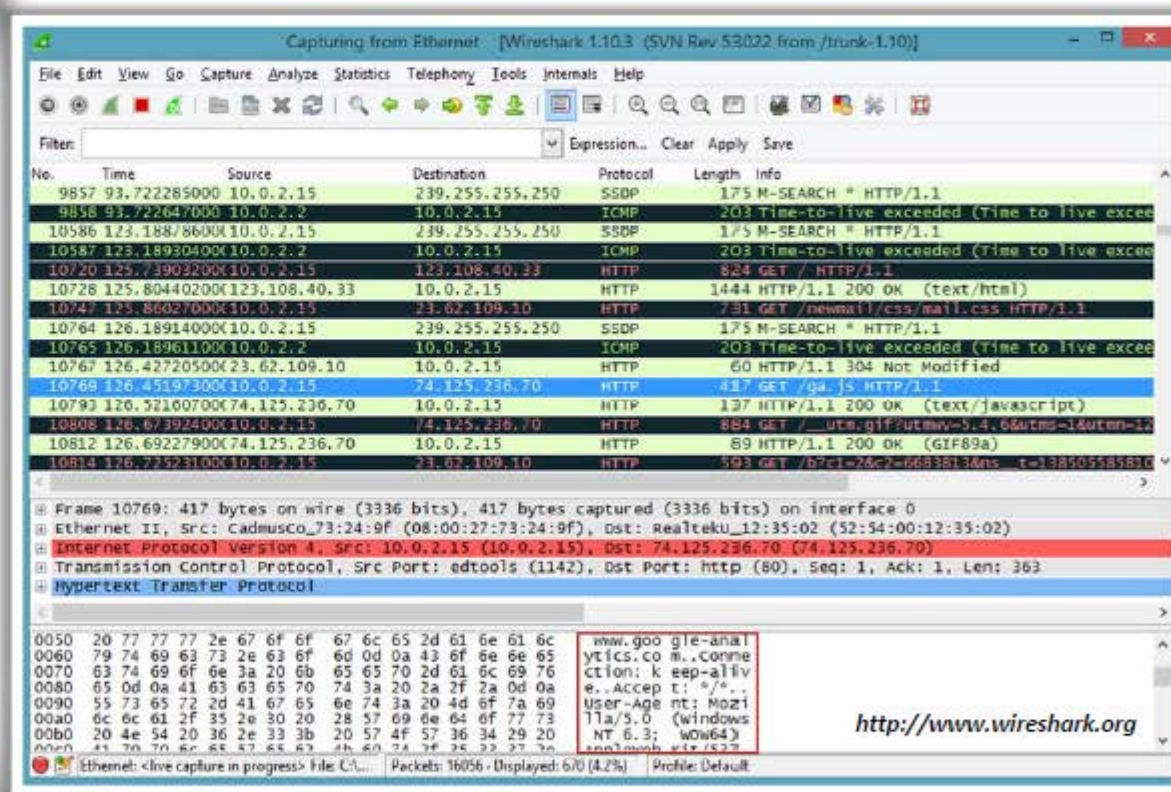 Capturing from Ethernet [Wireshark 1.10.3 (SVN Rev 53022 from /trunk-1.10)]
File Edit View Go Capture Analyze Statistics Telephony Tools Internals Help
Filter: Expression... Clear Apply Save
No. Time Source Destination Protocol Length Info
9857 93.722285000 10.0.2.15 239.255.255.250 SSDP 175 M-SEARCH * HTTP/1.1
9858 93.722647000 10.0.2.2 10.0.2.15 ICMP 203 Time-to-live exceeded (Time to live excee
10586 123.18878600( 10.0.2.15 239.255.255.250 SSDP 175 M-SEARCH * HTTP/1.1
10587 123.18930400( 10.0.2.2 10.0.2.15 ICMP 203 Time-to-live exceeded (Time to live excee
10720 125.73903200( 10.0.2.15 123.108.40.33 HTTP 824 GET / HTTP/1.1
10728 125.80440200( 123.108.40.33 10.0.2.15 HTTP 1444 HTTP/1.1 200 OK (text/html)
10747 125.86027000( 10.0.2.15 23.62.109.10 HTTP 731 GET /newmail/css/mail.css HTTP/1.1
10764 126.18914000( 10.0.2.15 239.255.255.250 SSDP 175 M-SEARCH * HTTP/1.1
10765 126.18961100( 10.0.2.2 10.0.2.15 ICMP 203 Time-to-live exceeded (Time to live excee
10767 126.42720500( 23.62.109.10 10.0.2.15 HTTP 60 HTTP/1.1 304 Not Modified
10769 126.45197300( 10.0.2.15 74.125.236.70 HTTP 417 GET /ga.js HTTP/1.1
10793 126.52160700( 74.125.236.70 10.0.2.15 HTTP 137 HTTP/1.1 200 OK (text/javascript)
10808 126.67392400( 10.0.2.15 74.125.236.70 HTTP 884 GET /__utm.gif?utmwv=5.4.6&utms=1&utmn=12
10812 126.69227900( 74.125.236.70 10.0.2.15 HTTP 89 HTTP/1.1 200 OK (GIF89a)
10814 126.72523100( 10.0.2.15 23.62.109.10 HTTP 593 GET /b?c1=2&c2=6683813&ns__t=138505585810
Frame 10769: 417 bytes on wire (3336 bits), 417 bytes captured (3336 bits) on interface 0
Ethernet II, Src: CadmusCo_73:24:9f (08:00:27:73:24:9f), Dst: RealtekU_12:35:02 (52:54:00:12:35:02)
Internet Protocol Version 4, Src: 10.0.2.15 (10.0.2.15), Dst: 74.125.236.70 (74.125.236.70)
Transmission Control Protocol, Src Port: edtools (1142), Dst Port: http (80), Seq: 1, Ack: 1, Len: 363
Hypertext Transfer Protocol
0050 20 77 77 77 2e 67 6f 6f 67 6c 65 2d 61 6e 61 6c www.goo gle-anal
0060 79 74 69 63 73 2e 63 6f 6d 0d 0a 43 6f 6e 6e 65 ytics.co m..Conne
0070 63 74 69 6f 6e 3a 20 6b 65 65 70 2d 61 6c 69 76 ction: k eep-aliv
0080 65 0d 0a 41 63 63 65 70 74 3a 20 2a 2f 2a 0d 0a e..Accep t: */*..
0090 55 73 65 72 2d 41 67 65 6e 74 3a 20 4d 6f 7a 69 User-Age nt: Mozi
00a0 6c 6c 61 2f 35 2e 30 20 28 57 69 6e 64 6f 77 73 lla/5.0 (Windows
00b0 20 4e 54 20 36 2e 33 3b 20 57 4f 57 36 34 29 20 NT 6.3; WOW64)
http://www.wireshark.org
Ethernet: <live capture in progress> File: C:\... Packets: 16056 · Displayed: 670 (4.2%) Profile: Default